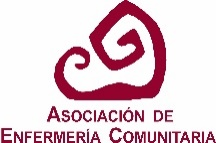 ASOCIACIÓN DE
ENFERMERÍA COMUNITARIA